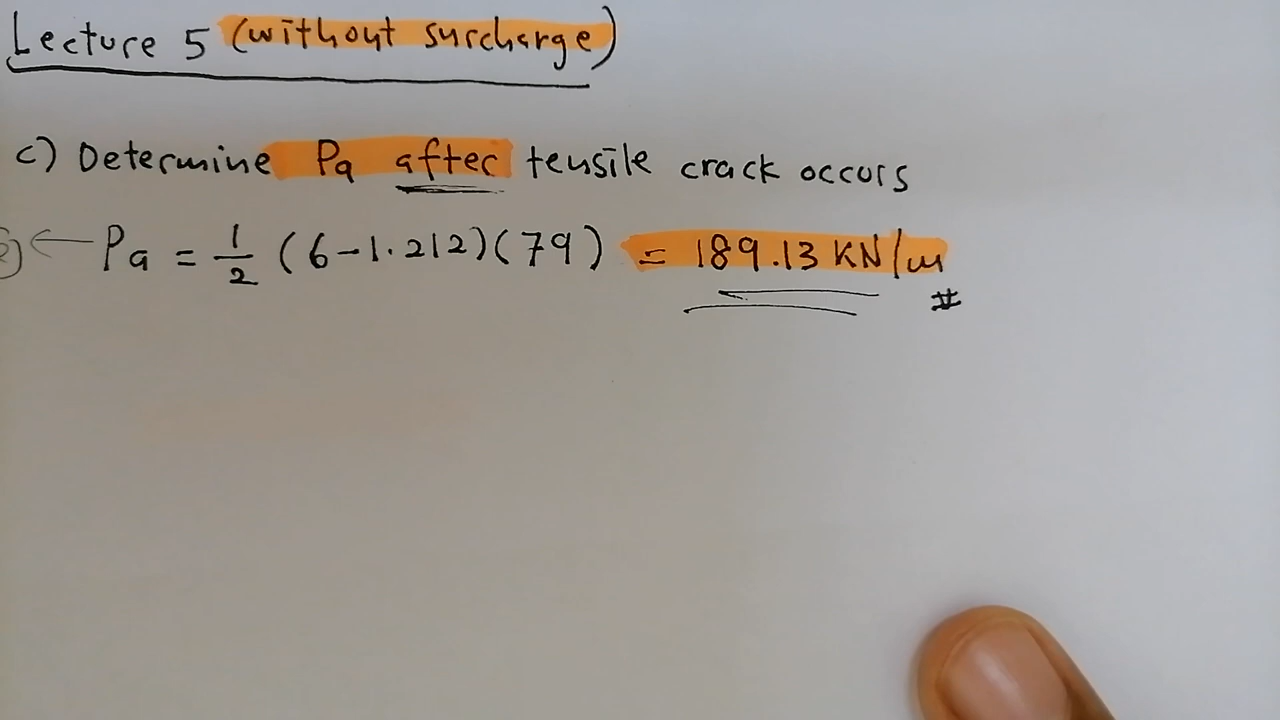 Lecture 5 (without surcharge)
c) Determine Pa after tensile crack occurs
← Pa = 1/2 (6-1.212)(79) = 189.13 KN/m
#